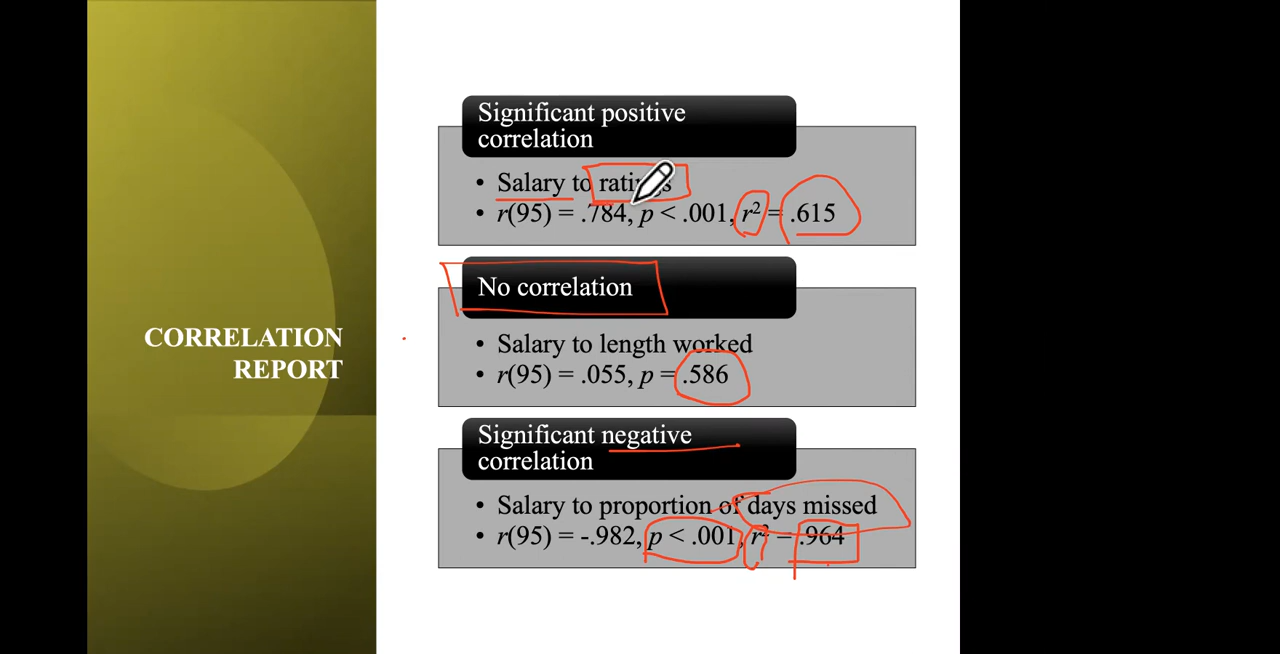 CORRELATION
REPORT
Significant positive
correlation
• Salary to ratings
• r(95) = .784, p < .001, r² = .615
No correlation
• Salary to length worked
• r(95) = .055, p = .586
Significant negative
correlation
• Salary to proportion of days missed
• r(95) = -.982, p < .001, r² = .964